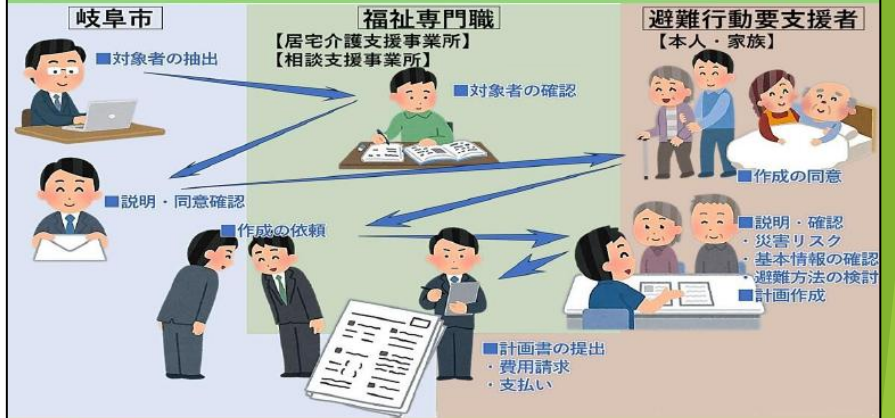 岐阜市
福祉専門職
【居宅介護支援事業所】
【相談支援事業所】
避難行動要支援者
【本人・家族】
■対象者の抽出
■対象者の確認
■説明・同意確認
■作成の同意
■作成の依頼
■説明・確認
・災害リスク
・基本情報の確認
・避難方法の検討
■計画作成
■計画書の提出
・費用請求
・支払い